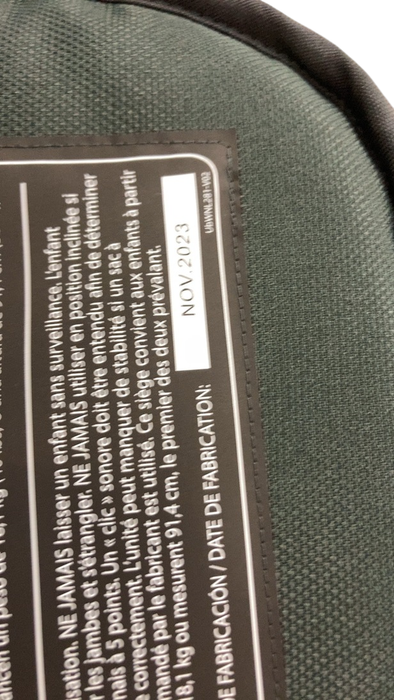 sation. NE JAMAIS laisser un enfant sans surveillance. L'enfant
r les jambes et s'étrangler. NE JAMAIS utiliser en position inclinée si
nais à 5 points. Un « clic » sonore doit être entendu afin de déterminer
e correctement. L'unité peut manquer de stabilité si un sac à
mandé par le fabricant est utilisé. Ce siège convient aux enfants à partir
8,1 kg ou mesurent 91,4 cm, le premier des deux prévalant.
E FABRICACIÓN / DATE DE FABRICATION:
NOV.2023